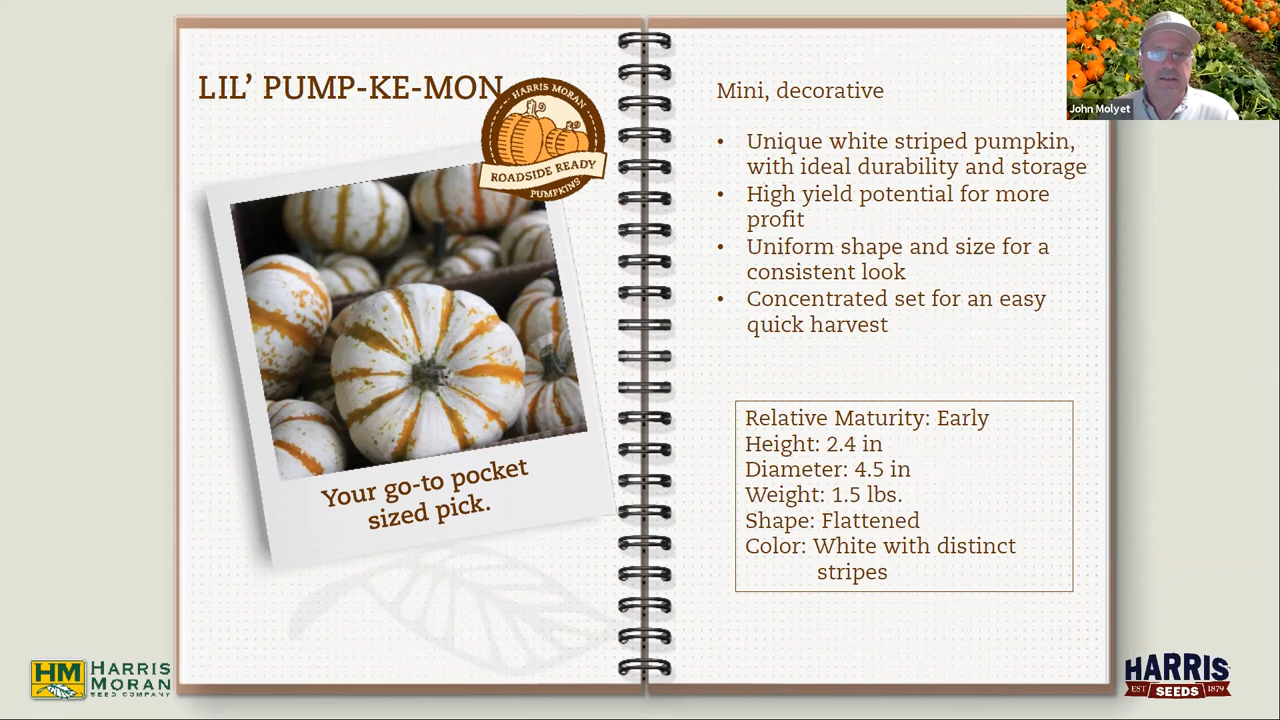 LIL' PUMP-KE-MON
HARRIS MORAN
ROADSIDE READY
PUMPKINS
Your go-to pocket
sized pick.
Mini, decorative
• Unique white striped pumpkin,
with ideal durability and storage
• High yield potential for more
profit
• Uniform shape and size for a
consistent look
• Concentrated set for an easy
quick harvest
Relative Maturity: Early
Height: 2.4 in
Diameter: 4.5 in
Weight: 1.5 lbs.
Shape: Flattened
Color: White with distinct
stripes
John Molyet
HM HARRIS
MORAN
SEED COMPANY
HARRIS
EST SEEDS 1879